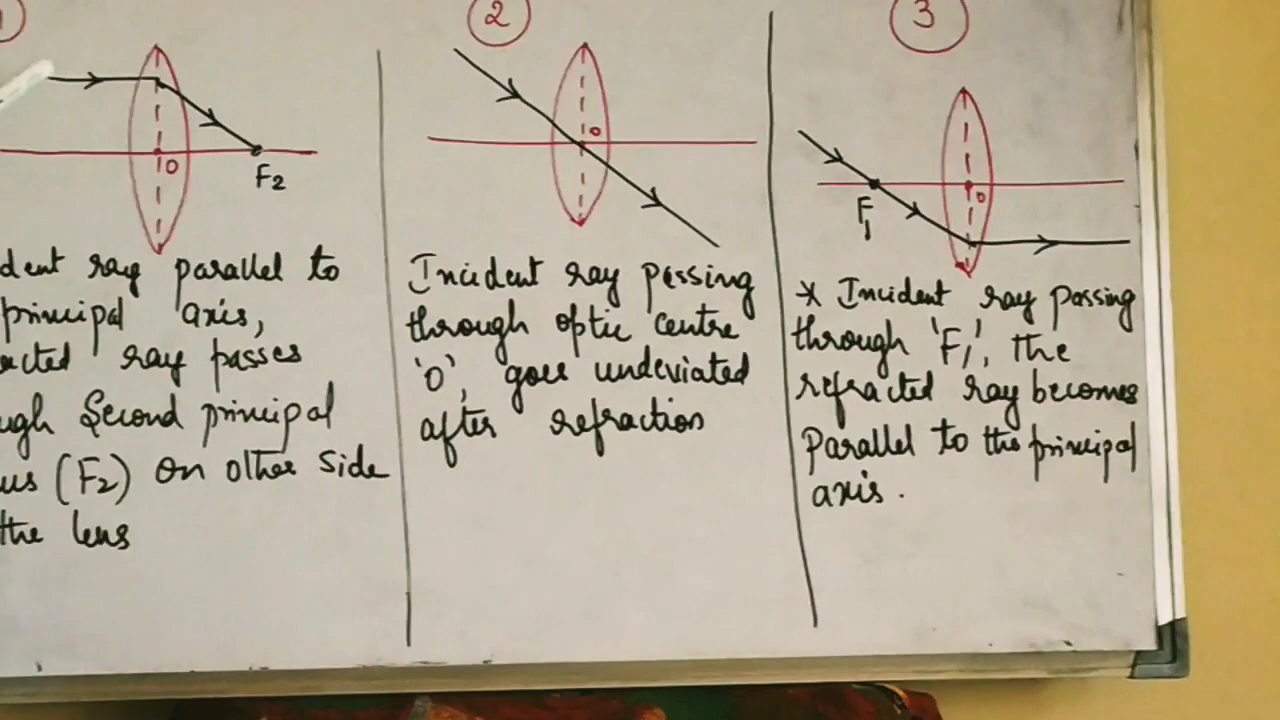 1
O
F2
dent ray parallel to
principal axis,
acted ray passes
ugh Second principal
us (F2) on other side
the lens
2
O
Incident ray passing
through optic centre
'O', goes undeviated
after refraction
3
F1
O
* Incident ray passing
through 'F1', the
refracted ray becomes
parallel to the principal
axis.